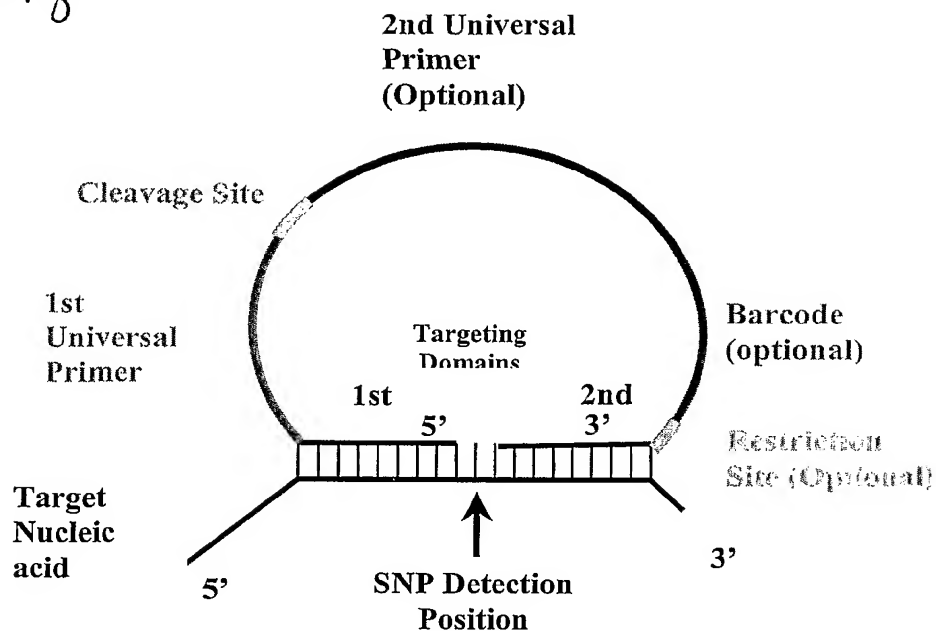 2nd Universal
Primer
(Optional)
Cleavage Site
1st
Universal
Primer
Targeting
Domains
Barcode
(optional)
1st
2nd
5’
3’
Restriction
Site (Optional)
Target
Nucleic
acid
5’
3’
SNP Detection
Position